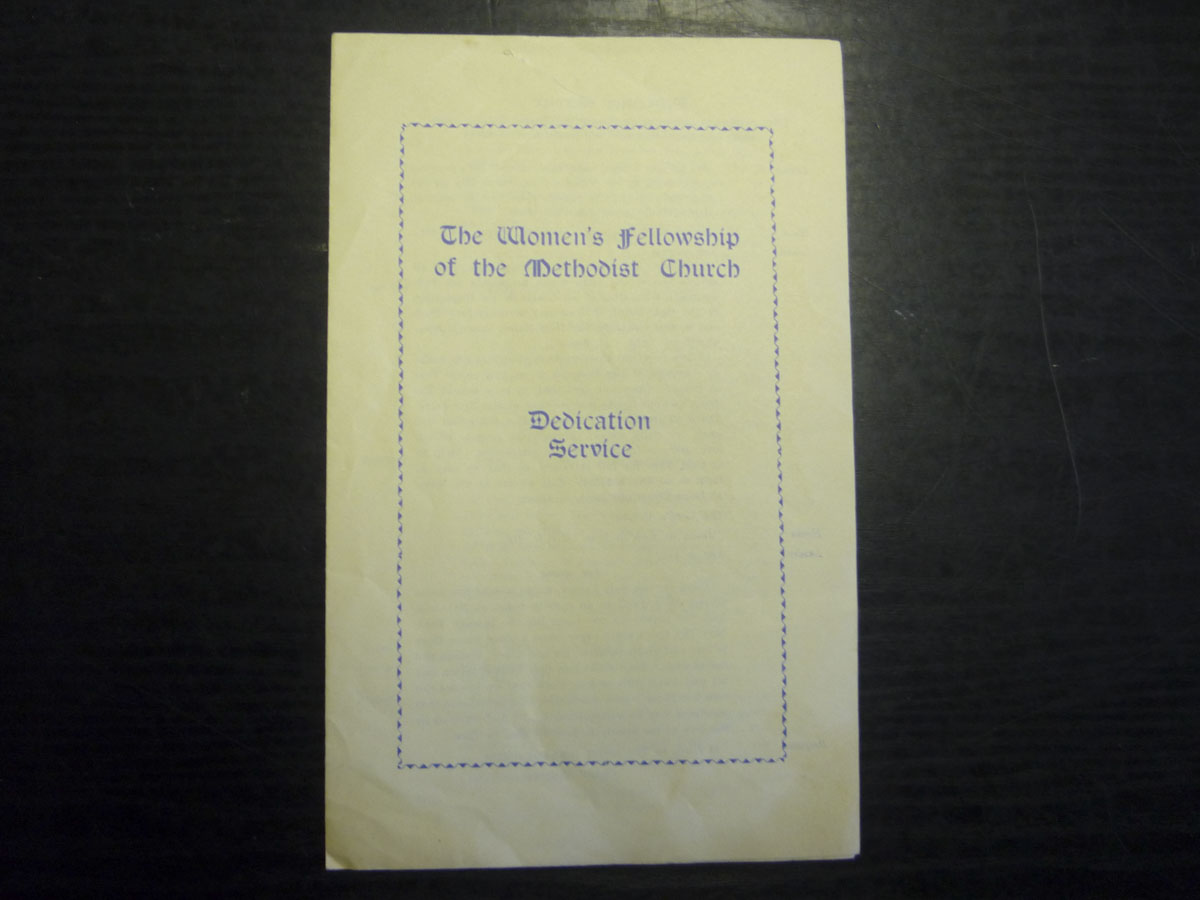 The Women's Fellowship
of the Methodist Church
Dedication
Service